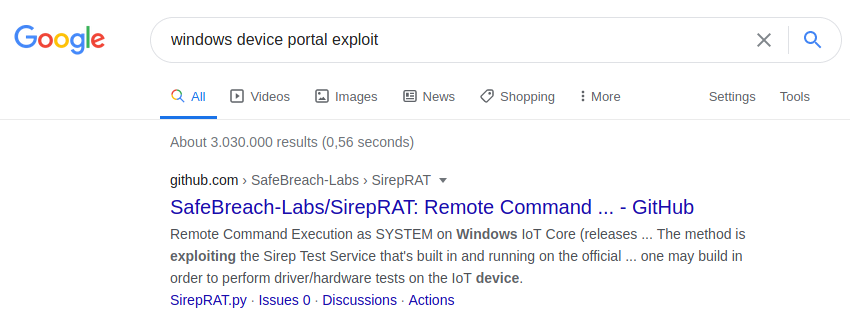 Google
windows device portal exploit
All Videos Images News Shopping More Settings Tools
About 3.030.000 results (0,56 seconds)
github.com › SafeBreach-Labs › SirepRAT
SafeBreach-Labs/SirepRAT: Remote Command ... - GitHub
Remote Command Execution as SYSTEM on Windows IoT Core (releases ... The method is
exploiting the Sirep Test Service that's built in and running on the official ... one may build in
order to perform driver/hardware tests on the IoT device.
SirepRAT.py · Issues 0 · Discussions · Actions